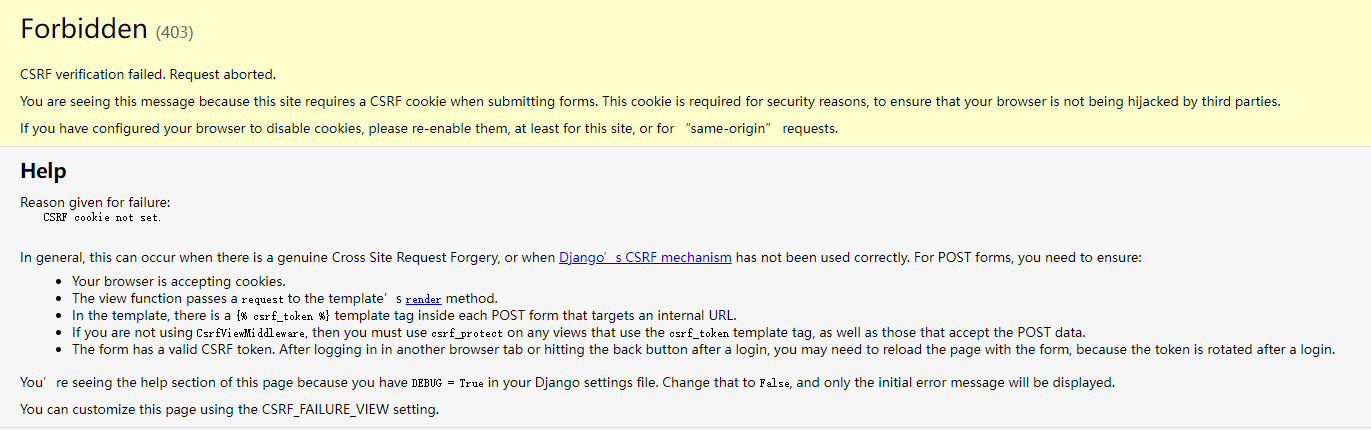 Forbidden (403)
CSRF verification failed. Request aborted.
You are seeing this message because this site requires a CSRF cookie when submitting forms. This cookie is required for security reasons, to ensure that your browser is not being hijacked by third parties.
If you have configured your browser to disable cookies, please re-enable them, at least for this site, or for “same-origin” requests.
Help
Reason given for failure:
CSRF cookie not set.
In general, this can occur when there is a genuine Cross Site Request Forgery, or when Django’s CSRF mechanism has not been used correctly. For POST forms, you need to ensure:
• Your browser is accepting cookies.
• The view function passes a request to the template’s render method.
• In the template, there is a {% csrf_token %} template tag inside each POST form that targets an internal URL.
• If you are not using CsrfViewMiddleware, then you must use csrf_protect on any views that use the csrf_token template tag, as well as those that accept the POST data.
• The form has a valid CSRF token. After logging in in another browser tab or hitting the back button after a login, you may need to reload the page with the form, because the token is rotated after a login.
You’re seeing the help section of this page because you have DEBUG = True in your Django settings file. Change that to False, and only the initial error message will be displayed.
You can customize this page using the CSRF_FAILURE_VIEW setting.